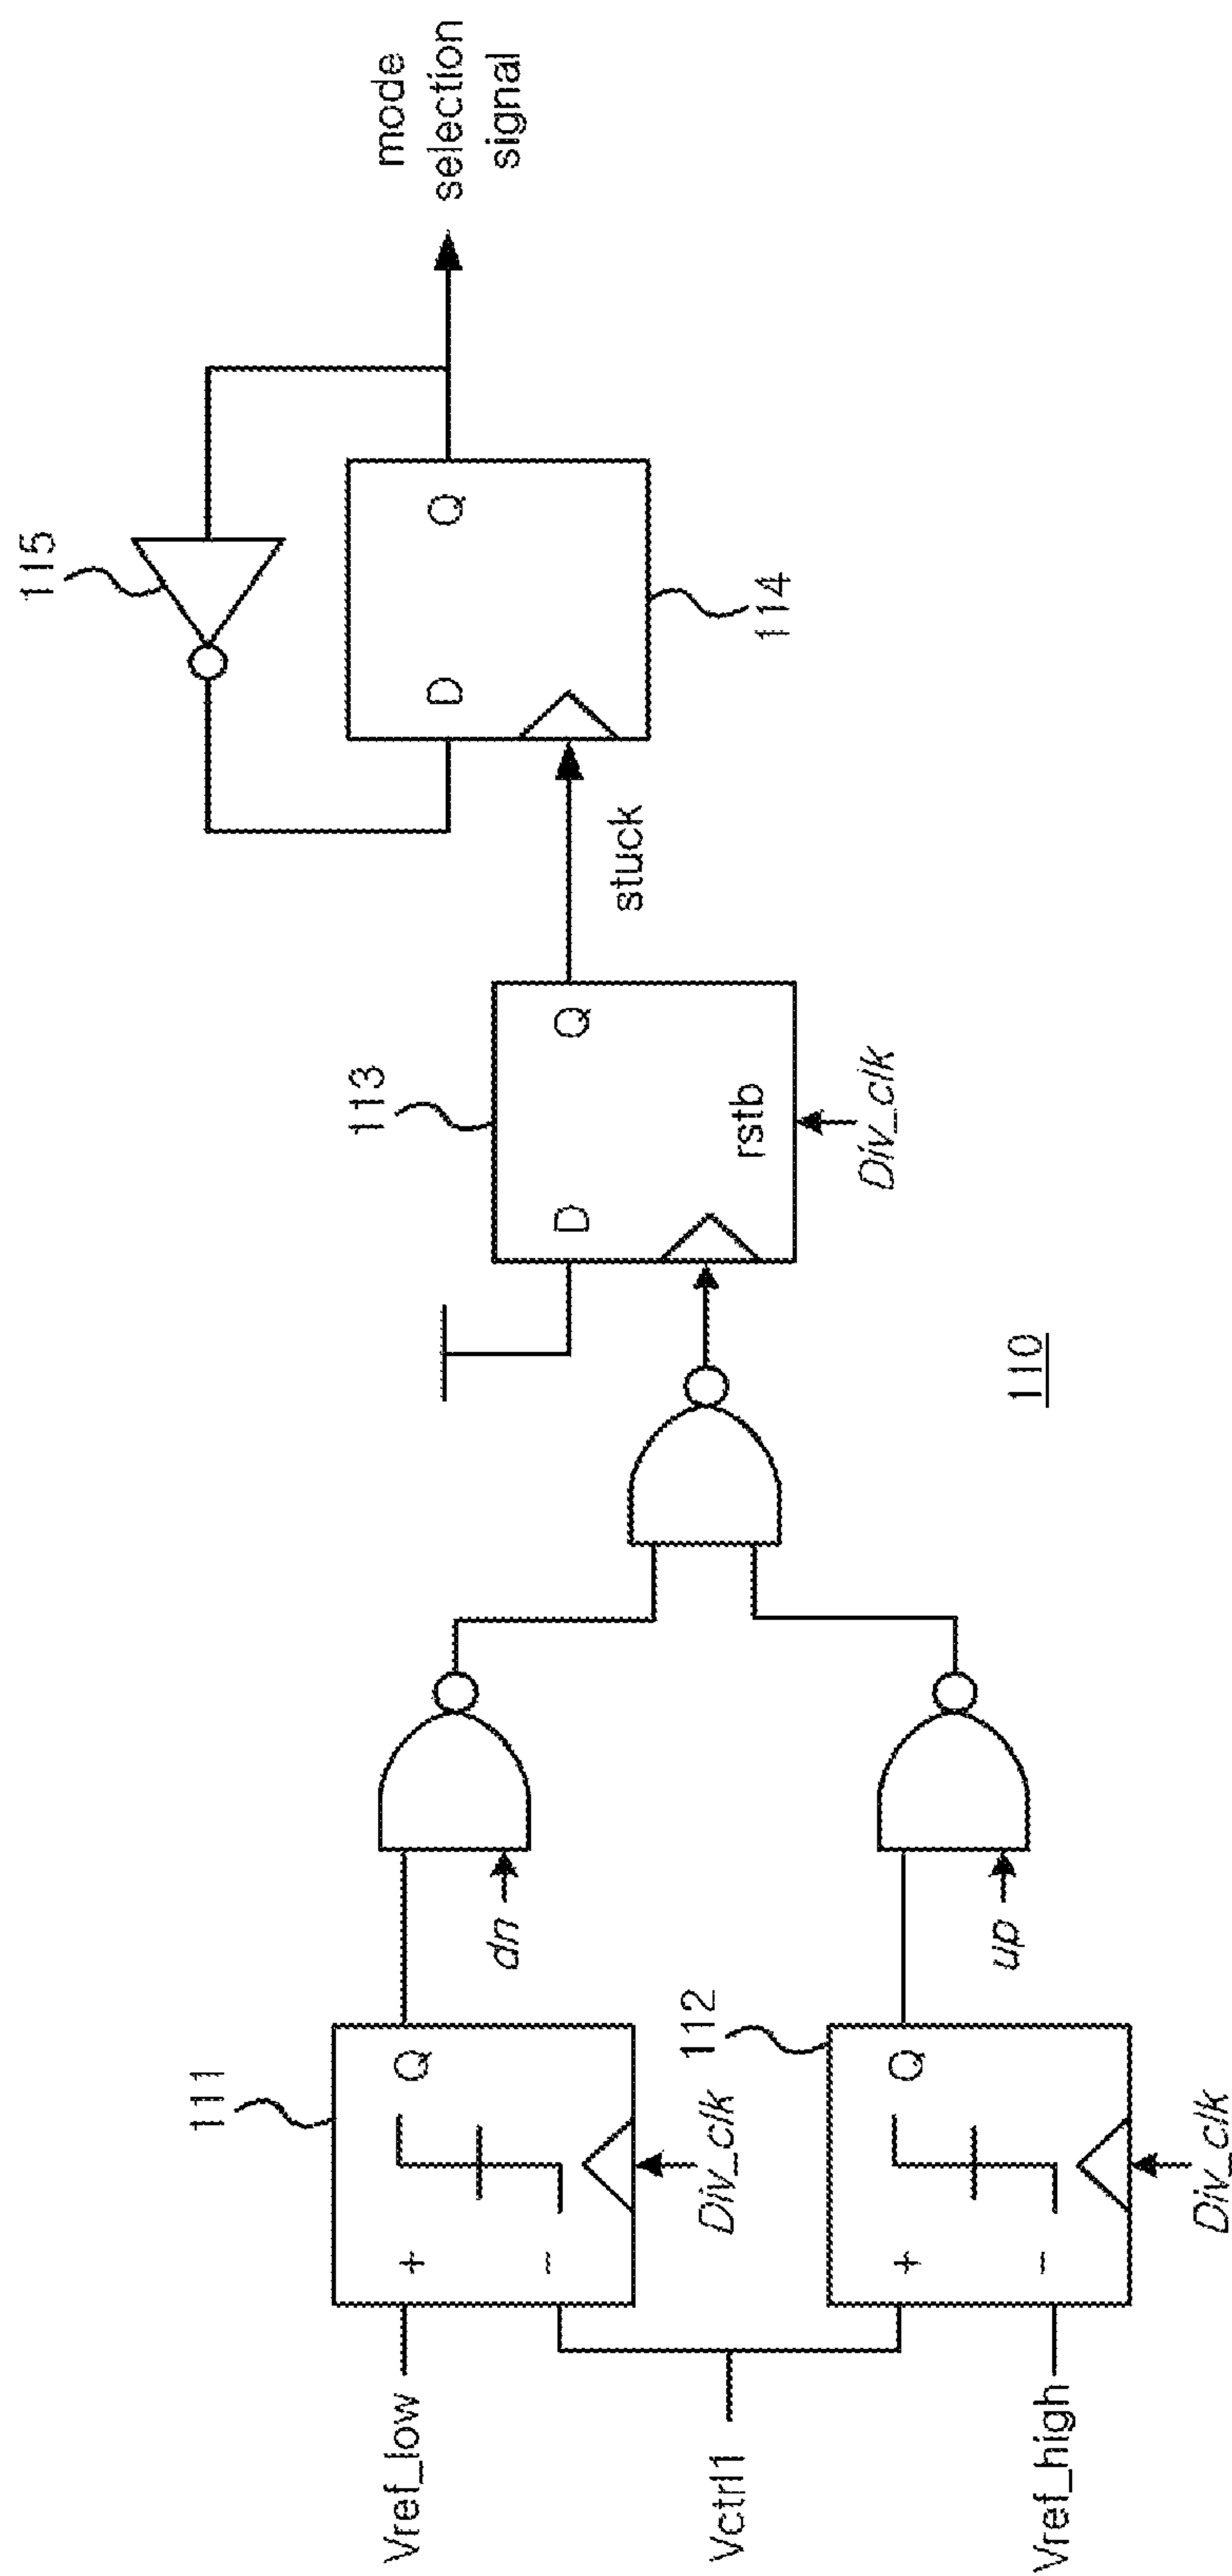 Vref_low
Vctrl1
Vref_high
111
+
−
Q
Div_clk
112
+
−
Q
Div_clk
dn
up
113
D
Q
rstb
Div_clk
stuck
115
D
Q
114
mode
selection
signal
110